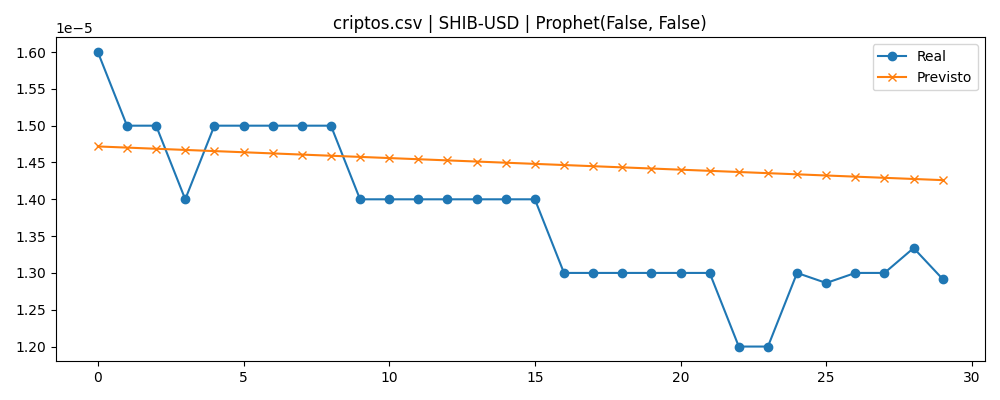 criptos.csv | SHIB-USD | Prophet(False, False)
1e−5
Real
Previsto
1.60
1.55
1.50
1.45
1.40
1.35
1.30
1.25
1.20
0 5 10 15 20 25 30